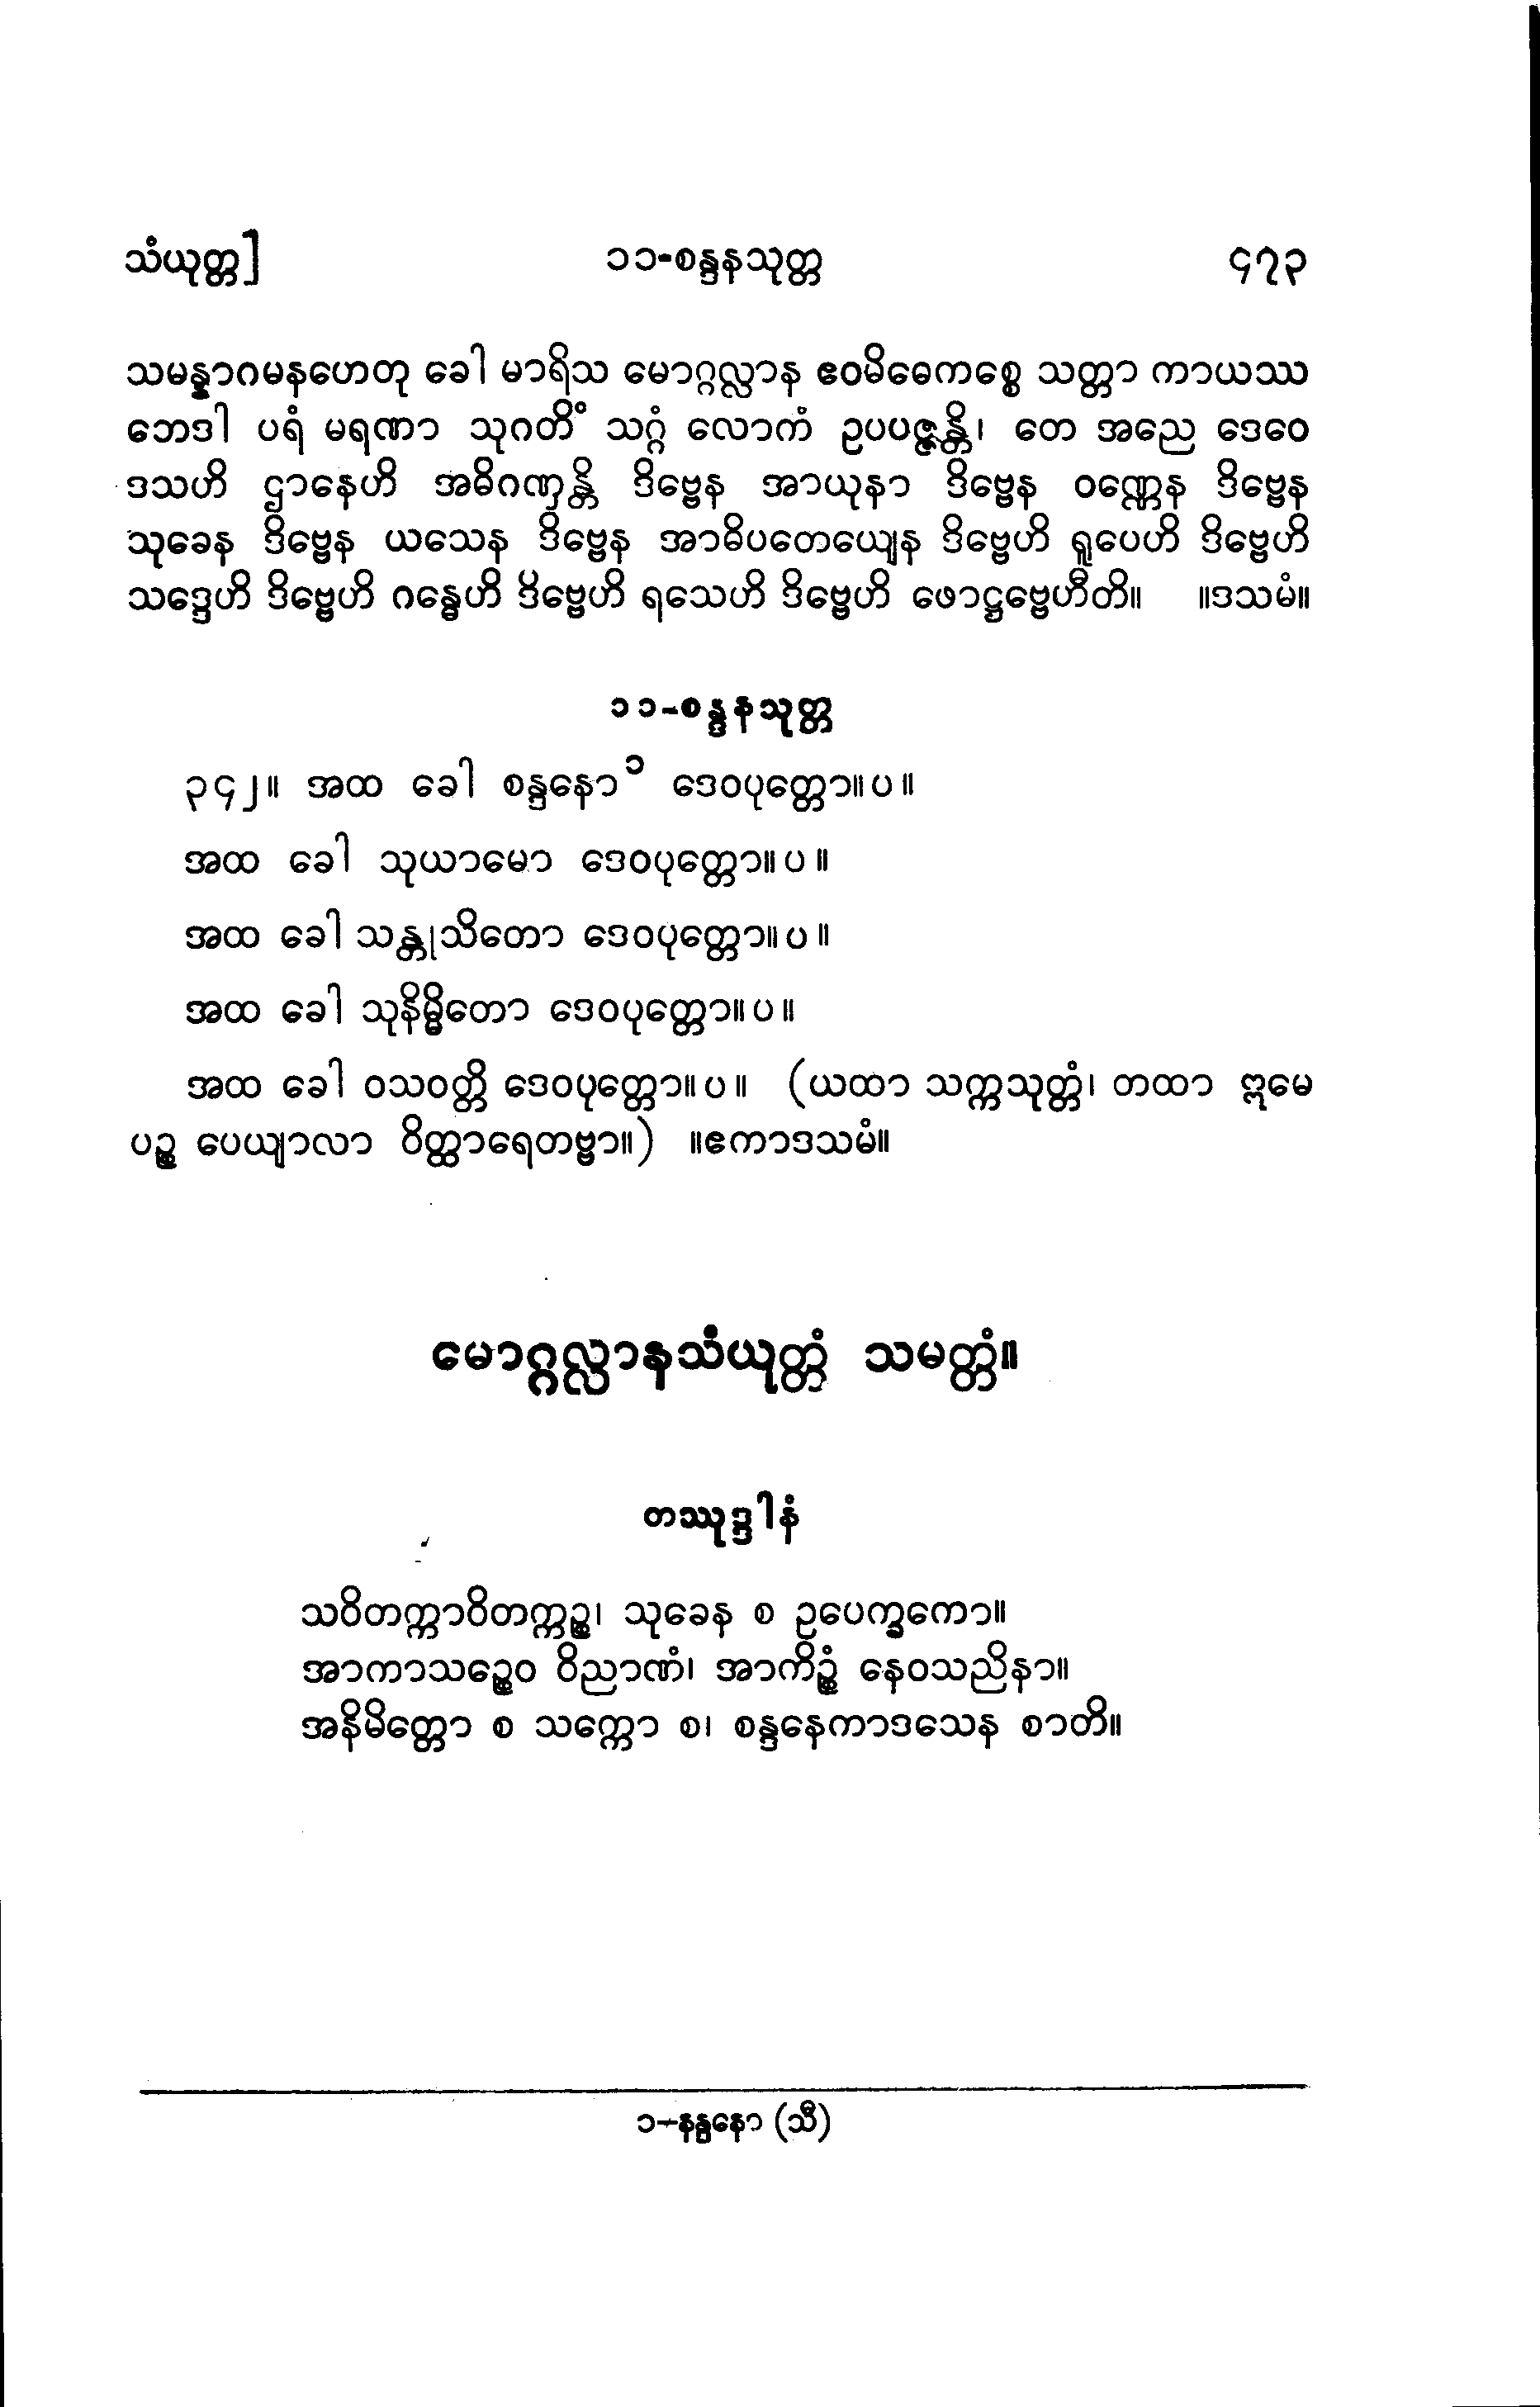 သံယုတ္တ] ၁၁-စန္ဒနသုတ္တ ၄၇၃
သမန္နာဂမနဟေတု ခေါ မာရိသ မောဂ္ဂလ္လာန ဧဝမိဓေကစ္စေ သတ္တာ ကာယဿ
ဘေဒါ ပရံ မရဏာ သုဂတိံ သဂ္ဂံ လောကံ ဥပပဇ္ဇန္တိ၊ တေ အညေ ဒေဝေ
ဒသဟိ ဌာနေဟိ အဓိဂဏှန္တိ ဒိဗ္ဗေန အာယုနာ ဒိဗ္ဗေန ဝဏ္ဏေန ဒိဗ္ဗေန
သုခေန ဒိဗ္ဗေန ယသေန ဒိဗ္ဗေန အာဓိပတေယျေန ဒိဗ္ဗေဟိ ရူပေဟိ ဒိဗ္ဗေဟိ
သဒ္ဒေဟိ ဒိဗ္ဗေဟိ ဂန္ဓေဟိ ဒိဗ္ဗေဟိ ရသေဟိ ဒိဗ္ဗေဟိ ဖောဋ္ဌဗ္ဗေဟီတိ။ ။ဒသမံ။
၁၁-စန္ဒနသုတ္တ
၃၄၂။ အထ ခေါ စန္ဒနော၁ ဒေဝပုတ္တော။ပ။
အထ ခေါ သုယာမော ဒေဝပုတ္တော။ပ။
အထ ခေါ သန္တုသိတော ဒေဝပုတ္တော။ပ။
အထ ခေါ သုနိမ္မိတော ဒေဝပုတ္တော။ပ။
အထ ခေါ ဝသဝတ္တိ ဒေဝပုတ္တော။ပ။ (ယထာ သက္ကသုတ္တံ၊ တထာ ဣမေ
ပဉ္စ ပေယျာလာ ဝိတ္ထာရေတဗ္ဗာ။) ။ဧကာဒသမံ။
မောဂ္ဂလ္လာနသံယုတ္တံ သမတ္တံ။
တဿုဒ္ဒါနံ
သဝိတက္ကာဝိတက္ကဉ္စ၊ သုခေန စ ဥပေက္ခကော။
အာကာသဉ္စေဝ ဝိညာဏံ၊ အာကိဉ္စံ နေဝသညိနာ။
အနိမိတ္တော စ သက္ကော စ၊ စန္ဒနေကာဒသေန စာတိ။
၁-နန္ဒနော (သီ)